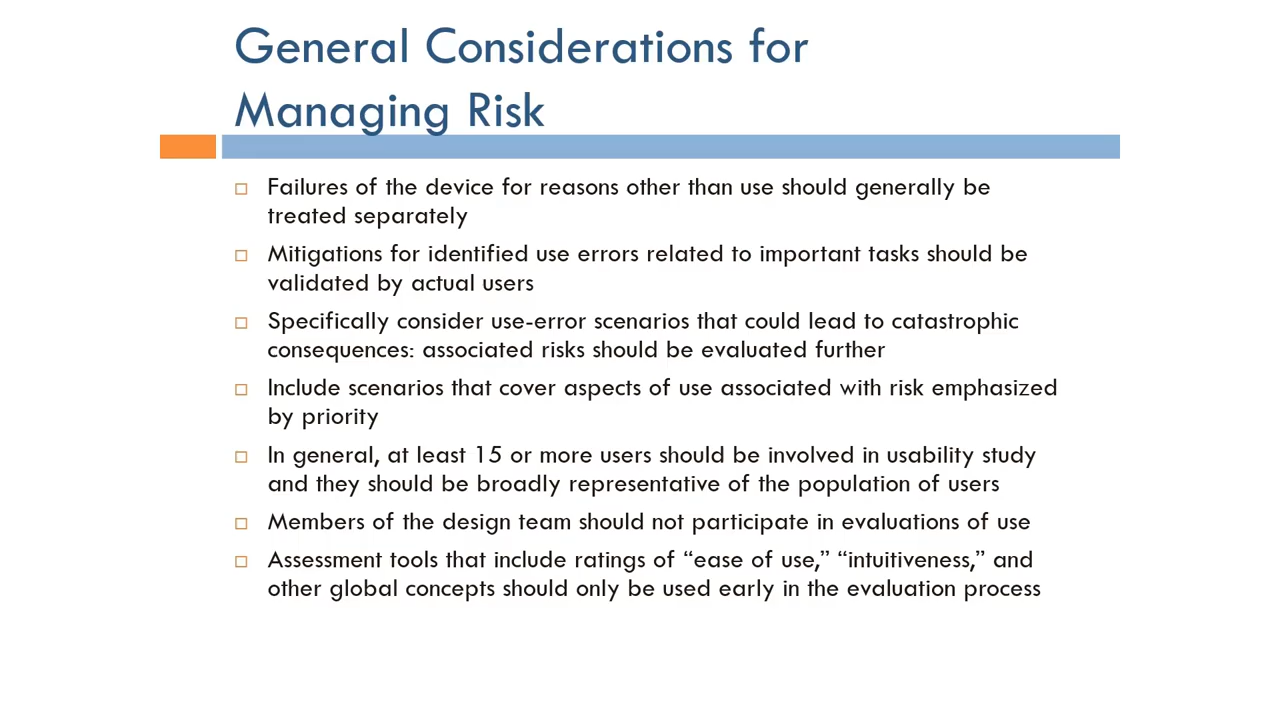 General Considerations for
Managing Risk
Failures of the device for reasons other than use should generally be
treated separately
Mitigations for identified use errors related to important tasks should be
validated by actual users
Specifically consider use-error scenarios that could lead to catastrophic
consequences: associated risks should be evaluated further
Include scenarios that cover aspects of use associated with risk emphasized
by priority
In general, at least 15 or more users should be involved in usability study
and they should be broadly representative of the population of users
Members of the design team should not participate in evaluations of use
Assessment tools that include ratings of “ease of use,” “intuitiveness,” and
other global concepts should only be used early in the evaluation process